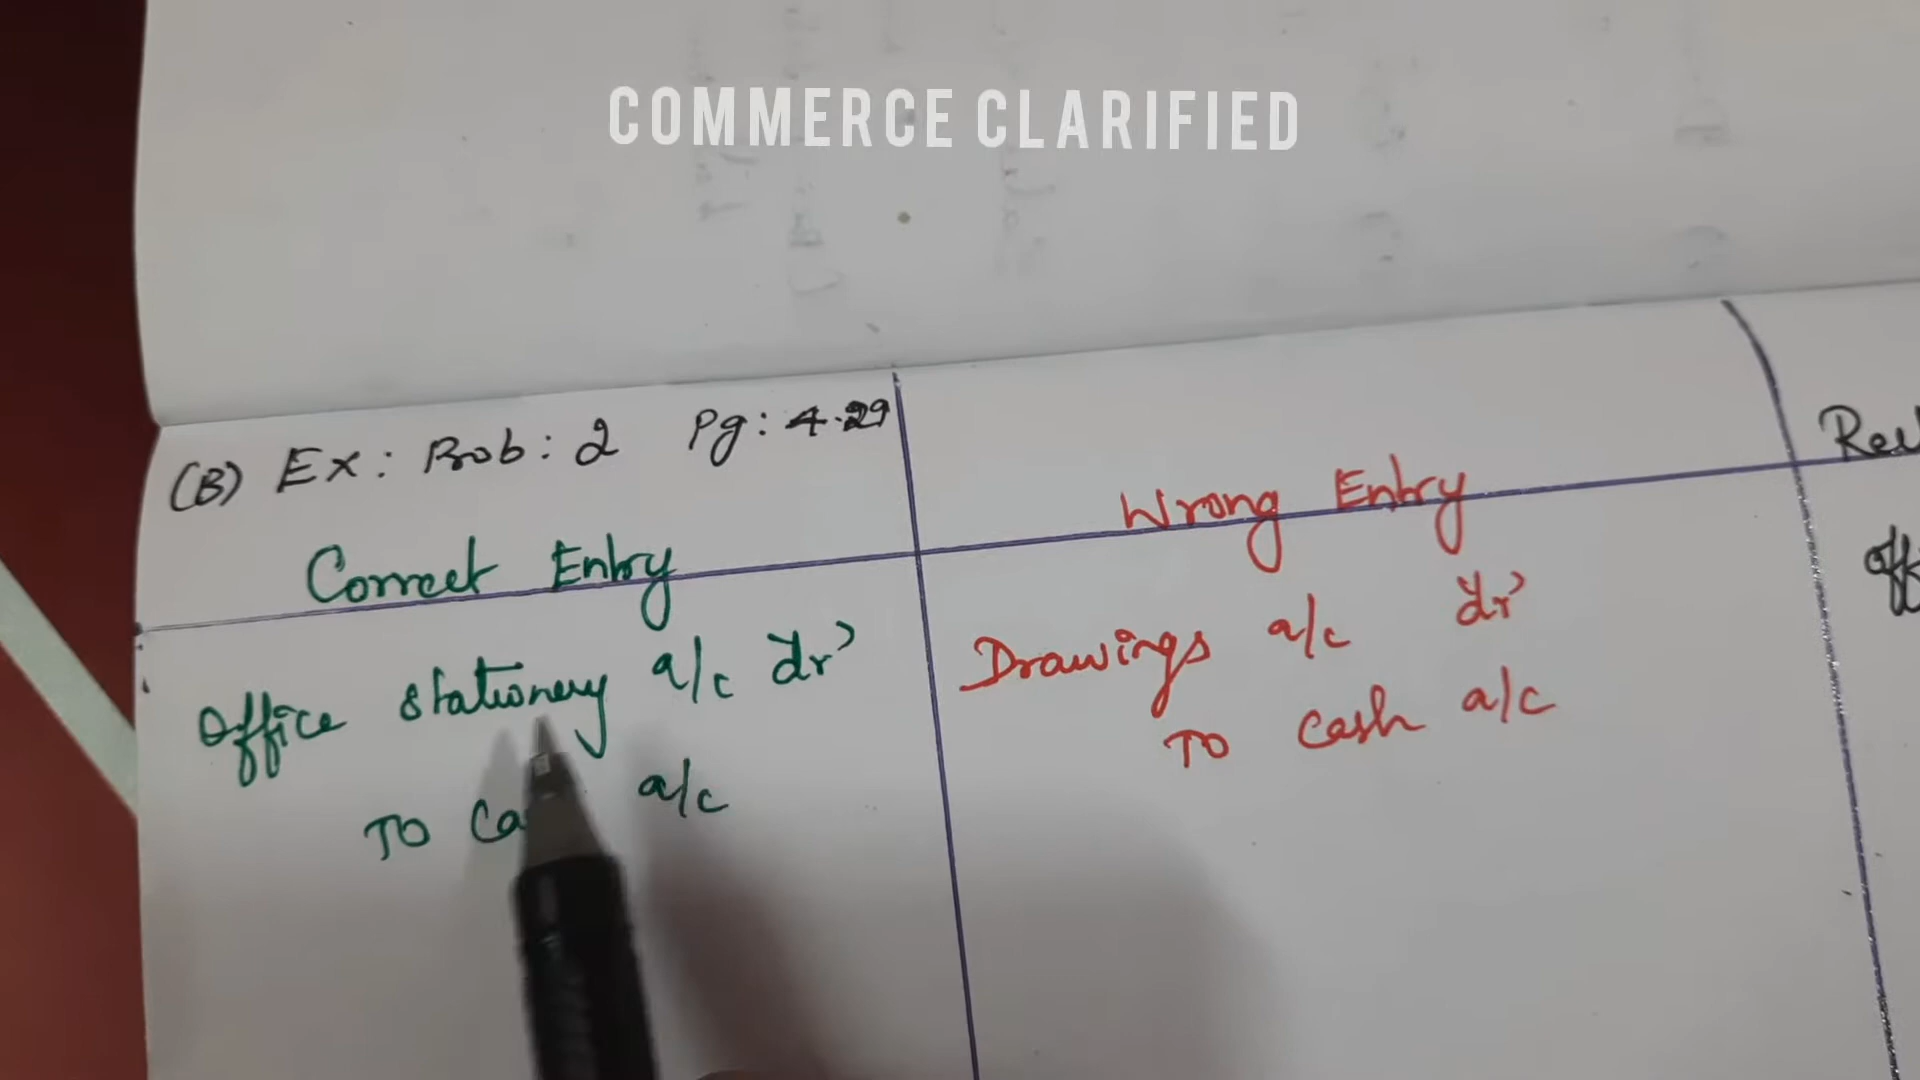 COMMERCE CLARIFIED
(B) Ex: Prob: 2 Pg: 4.29
Correct Entry
Office stationery a/c dr
To a/c
Wrong Entry
Drawings a/c dr
To cash a/c